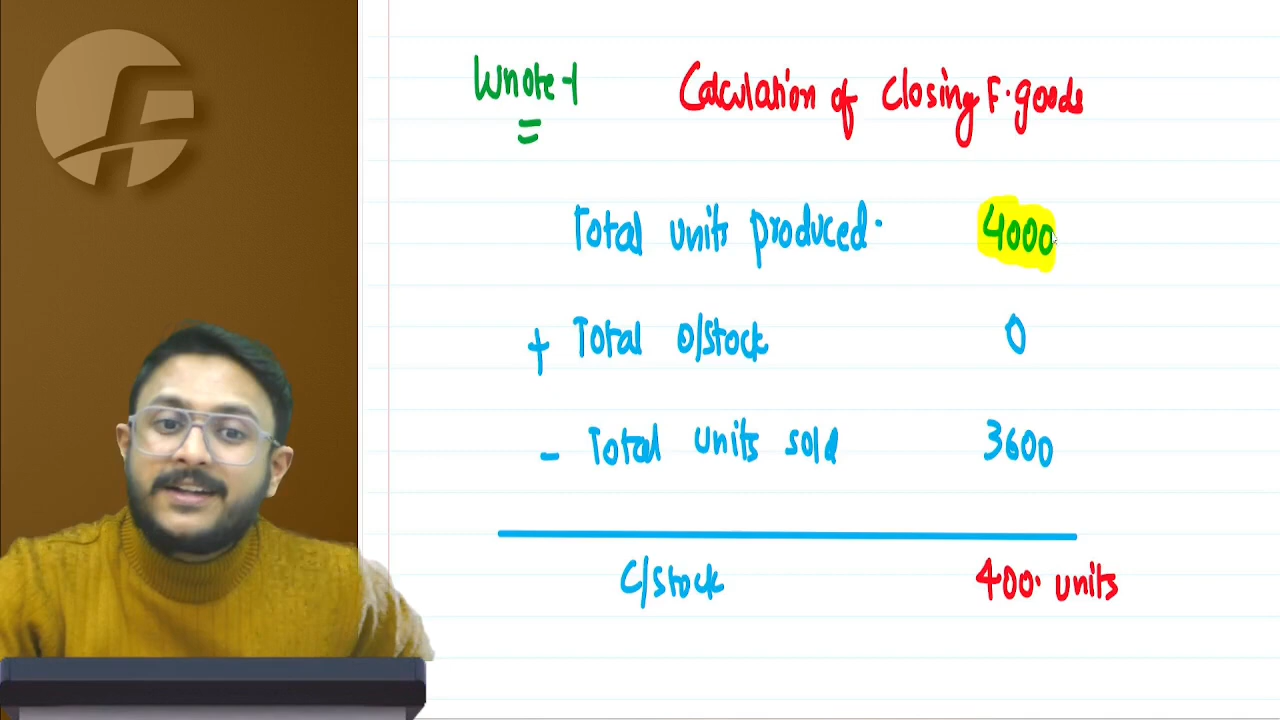 Wnote-1 Calculation of Closing F.goods
Total units produced. 4000
+ Total O/stock 0
- Total units sold 3600
C/stock 400. units